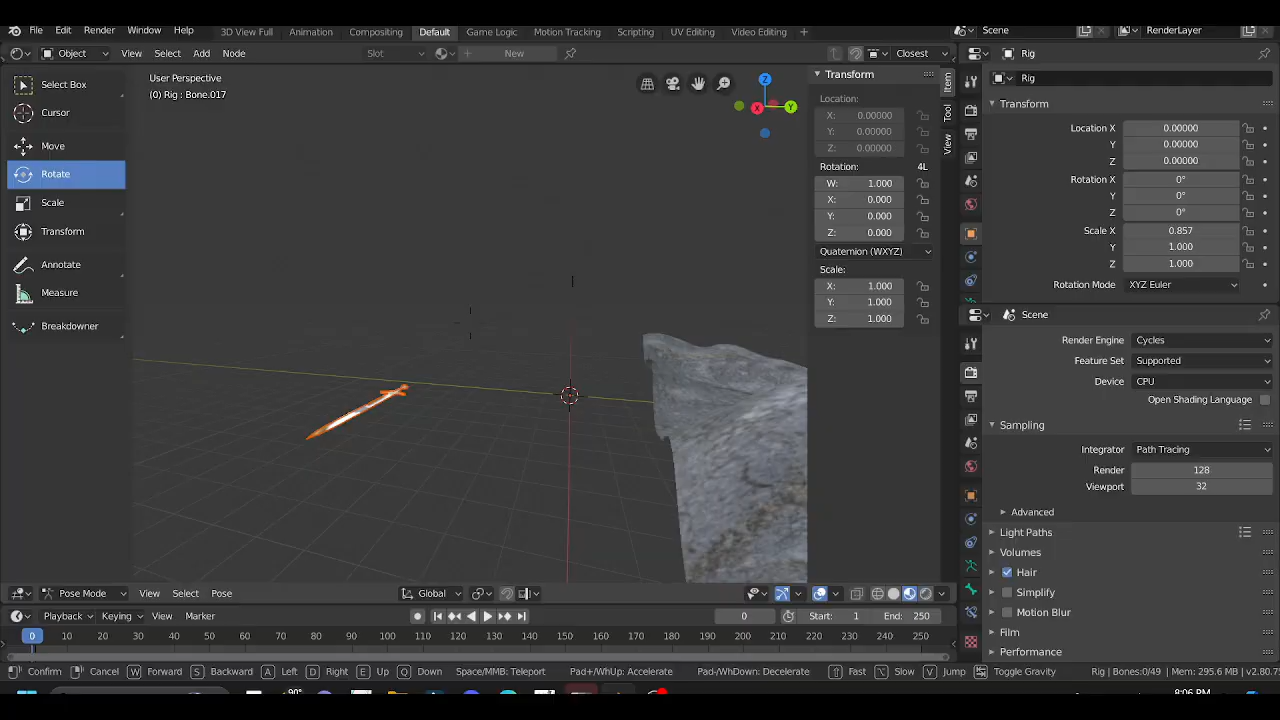 File Edit Render Window Help 3D View Full Animation Compositing Default Game Logic Motion Tracking Scripting UV Editing Video Editing + Scene RenderLayer
Object View Select Add Node Slot New Closest Rig
Select Box
Cursor
Move
Rotate
Scale
Transform
Annotate
Measure
Breakdowner
User Perspective
(0) Rig : Bone.017
Z
X
Y
Transform
Location:
X: 0.00000
Y: 0.00000
Z: 0.00000
Rotation: 4L
W: 1.000
X: 0.000
Y: 0.000
Z: 0.000
Quaternion (WXYZ)
Scale:
X: 1.000
Y: 1.000
Z: 1.000
Item
Tool
View
Rig
Transform
Location X 0.00000
Y 0.00000
Z 0.00000
Rotation X 0°
Y 0°
Z 0°
Scale X 0.857
Y 1.000
Z 1.000
Rotation Mode XYZ Euler
Scene
Render Engine Cycles
Feature Set Supported
Device CPU
Open Shading Language
Sampling
Integrator Path Tracing
Render 128
Viewport 32
Advanced
Light Paths
Volumes
Hair
Simplify
Motion Blur
Film
Performance
Pose Mode View Select Pose Global
Playback Keying View Marker 0 Start: 1 End: 250
0 10 20 30 40 50 60 70 80 90 100 110 120 130 140 150 160 170 180 190 200 210 220 230 240 250
Confirm Cancel W Forward S Backward A Left D Right E Up Q Down Space/MMB: Teleport Pad+/WhUp: Accelerate Pad-/WhDown: Decelerate Fast Slow V Jump Toggle Gravity Rig | Bones:0/49 | Mem: 295.6 MB | v2.80.7
8:06 PM